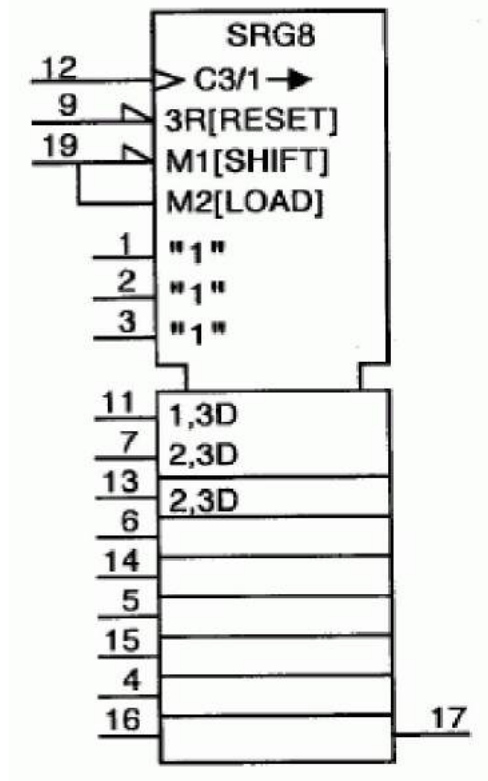 SRG8
12 C3/1
9 3R[RESET]
19 M1[SHIFT]
M2[LOAD]
1 "1"
2 "1"
3 "1"
11 1,3D
7 2,3D
13 2,3D
6
14
5
15
4
16 17